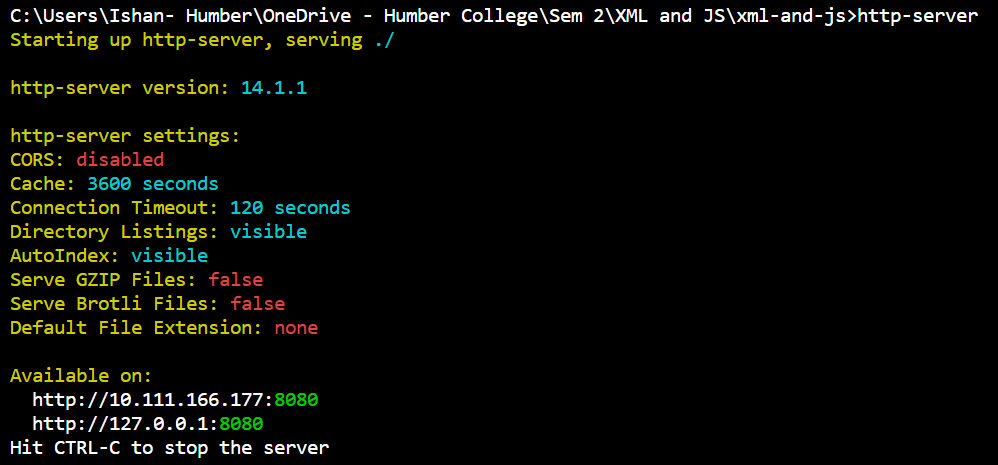 C:\Users\Ishan- Humber\OneDrive - Humber College\Sem 2\XML and JS\xml-and-js>http-server
Starting up http-server, serving ./
http-server version: 14.1.1
http-server settings:
CORS: disabled
Cache: 3600 seconds
Connection Timeout: 120 seconds
Directory Listings: visible
AutoIndex: visible
Serve GZIP Files: false
Serve Brotli Files: false
Default File Extension: none
Available on:
http://10.111.166.177:8080
http://127.0.0.1:8080
Hit CTRL-C to stop the server